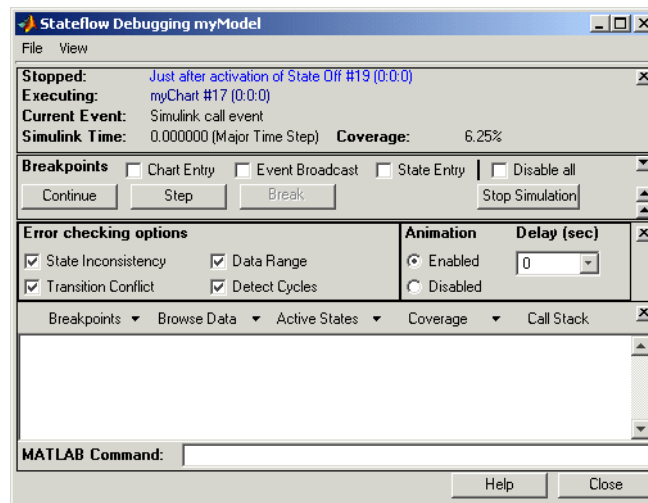 Stateflow Debugging myModel
File View
Stopped: Just after activation of State Off #19 (0:0:0)
Executing: myChart #17 (0:0:0)
Current Event: Simulink call event
Simulink Time: 0.000000 (Major Time Step) Coverage: 6.25%
Breakpoints Chart Entry Event Broadcast State Entry Disable all
Continue Step Break Stop Simulation
Error checking options Animation Delay (sec)
State Inconsistency Data Range Enabled 0
Transition Conflict Detect Cycles Disabled
Breakpoints Browse Data Active States Coverage Call Stack
MATLAB Command:
Help Close